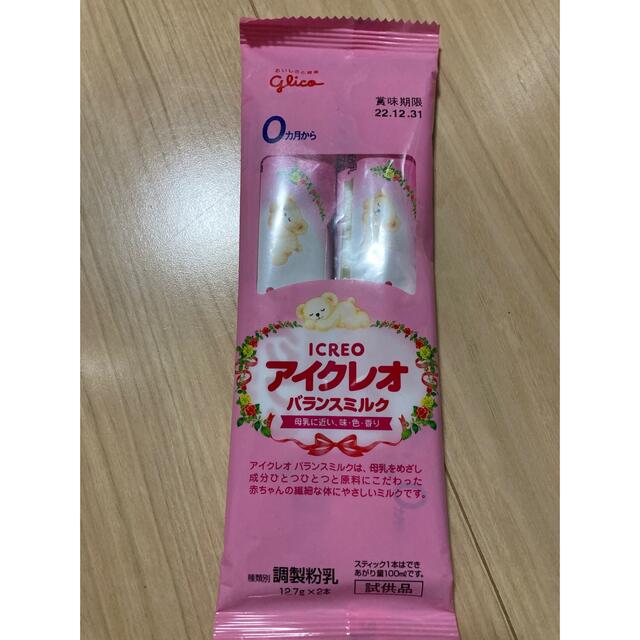 おいしさと健康
glico
賞味期限
22.12.31
0カ月から
ICREO
アイクレオ
バランスミルク
母乳に近い、味・色・香り
アイクレオ バランスミルクは、母乳をめざし
成分ひとつひとつと原料にこだわった
赤ちゃんの繊細な体にやさしいミルクです。
種類別 調製粉乳
12.7g×2本
スティック1本はでき
あがり量100mlです。
試供品